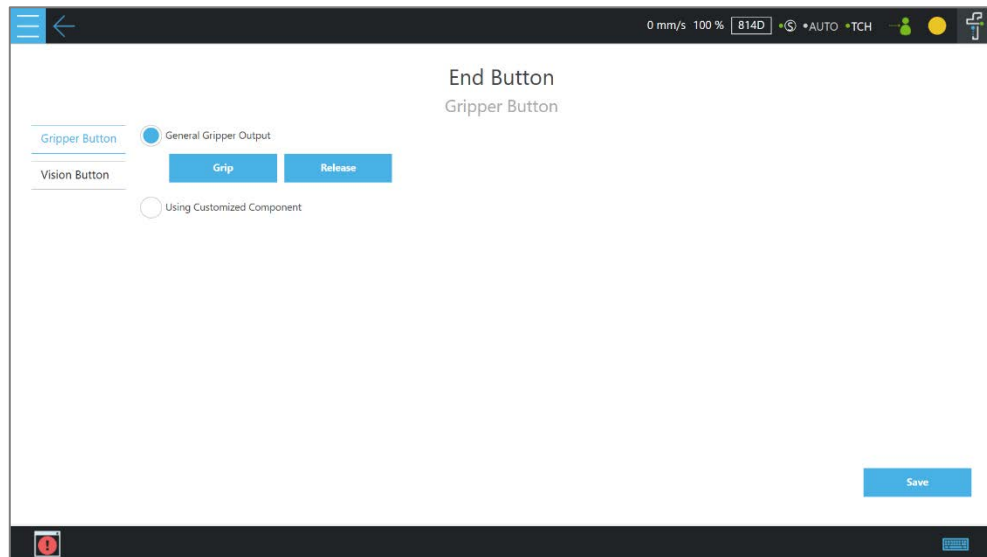 0 mm/s 100 % 814D •Ⓢ •AUTO •TCH
End Button
Gripper Button
Gripper Button
General Gripper Output
Grip Release
Vision Button
Using Customized Component
Save